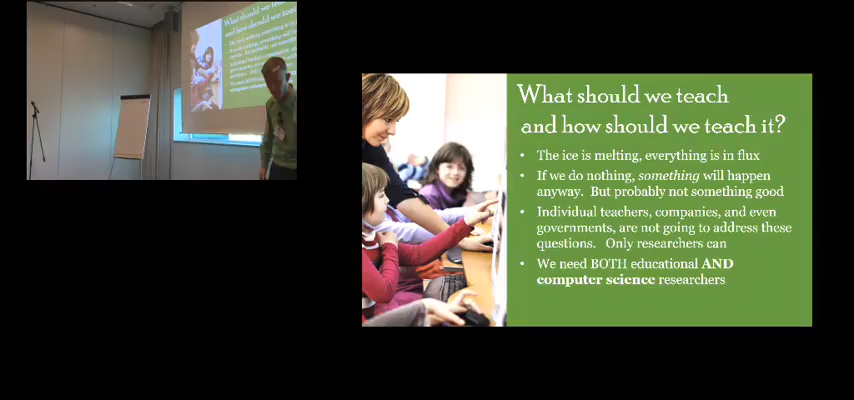 What should we teach
and how should we teach it?
• The ice is melting, everything is in flux
• If we do nothing, something will happen
anyway. But probably not something good
• Individual teachers, companies, and even
governments, are not going to address these
questions. Only researchers can
• We need BOTH educational AND
computer science researchers